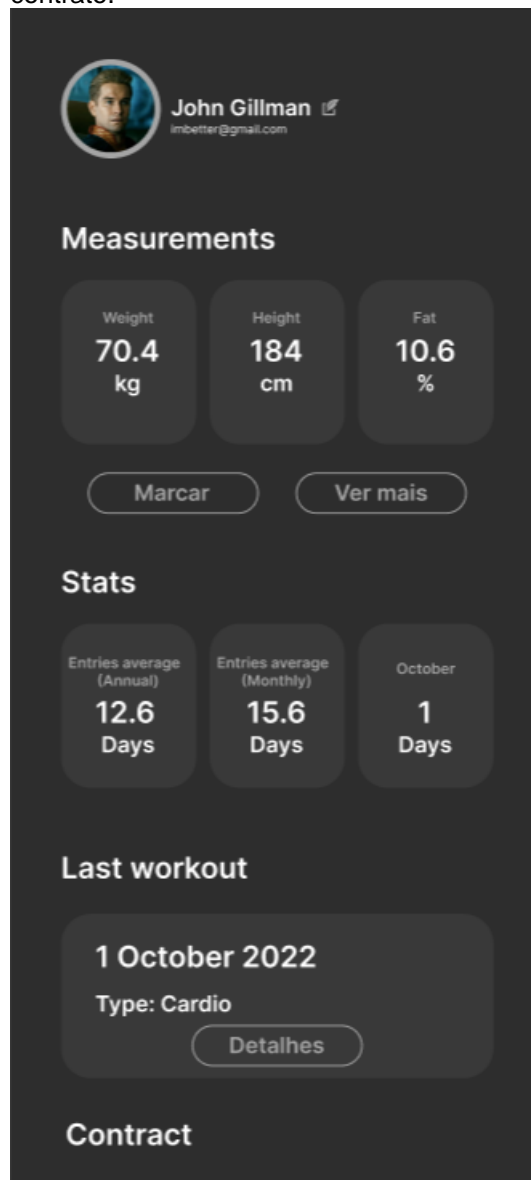 contrato.
John Gillman
imbetter@gmail.com
Measurements
Weight Height Fat
70.4 184 10.6
kg cm %
Marcar Ver mais
Stats
Entries average Entries average October
(Annual) (Monthly)
12.6 15.6 1
Days Days Days
Last workout
1 October 2022
Type: Cardio
Detalhes
Contract